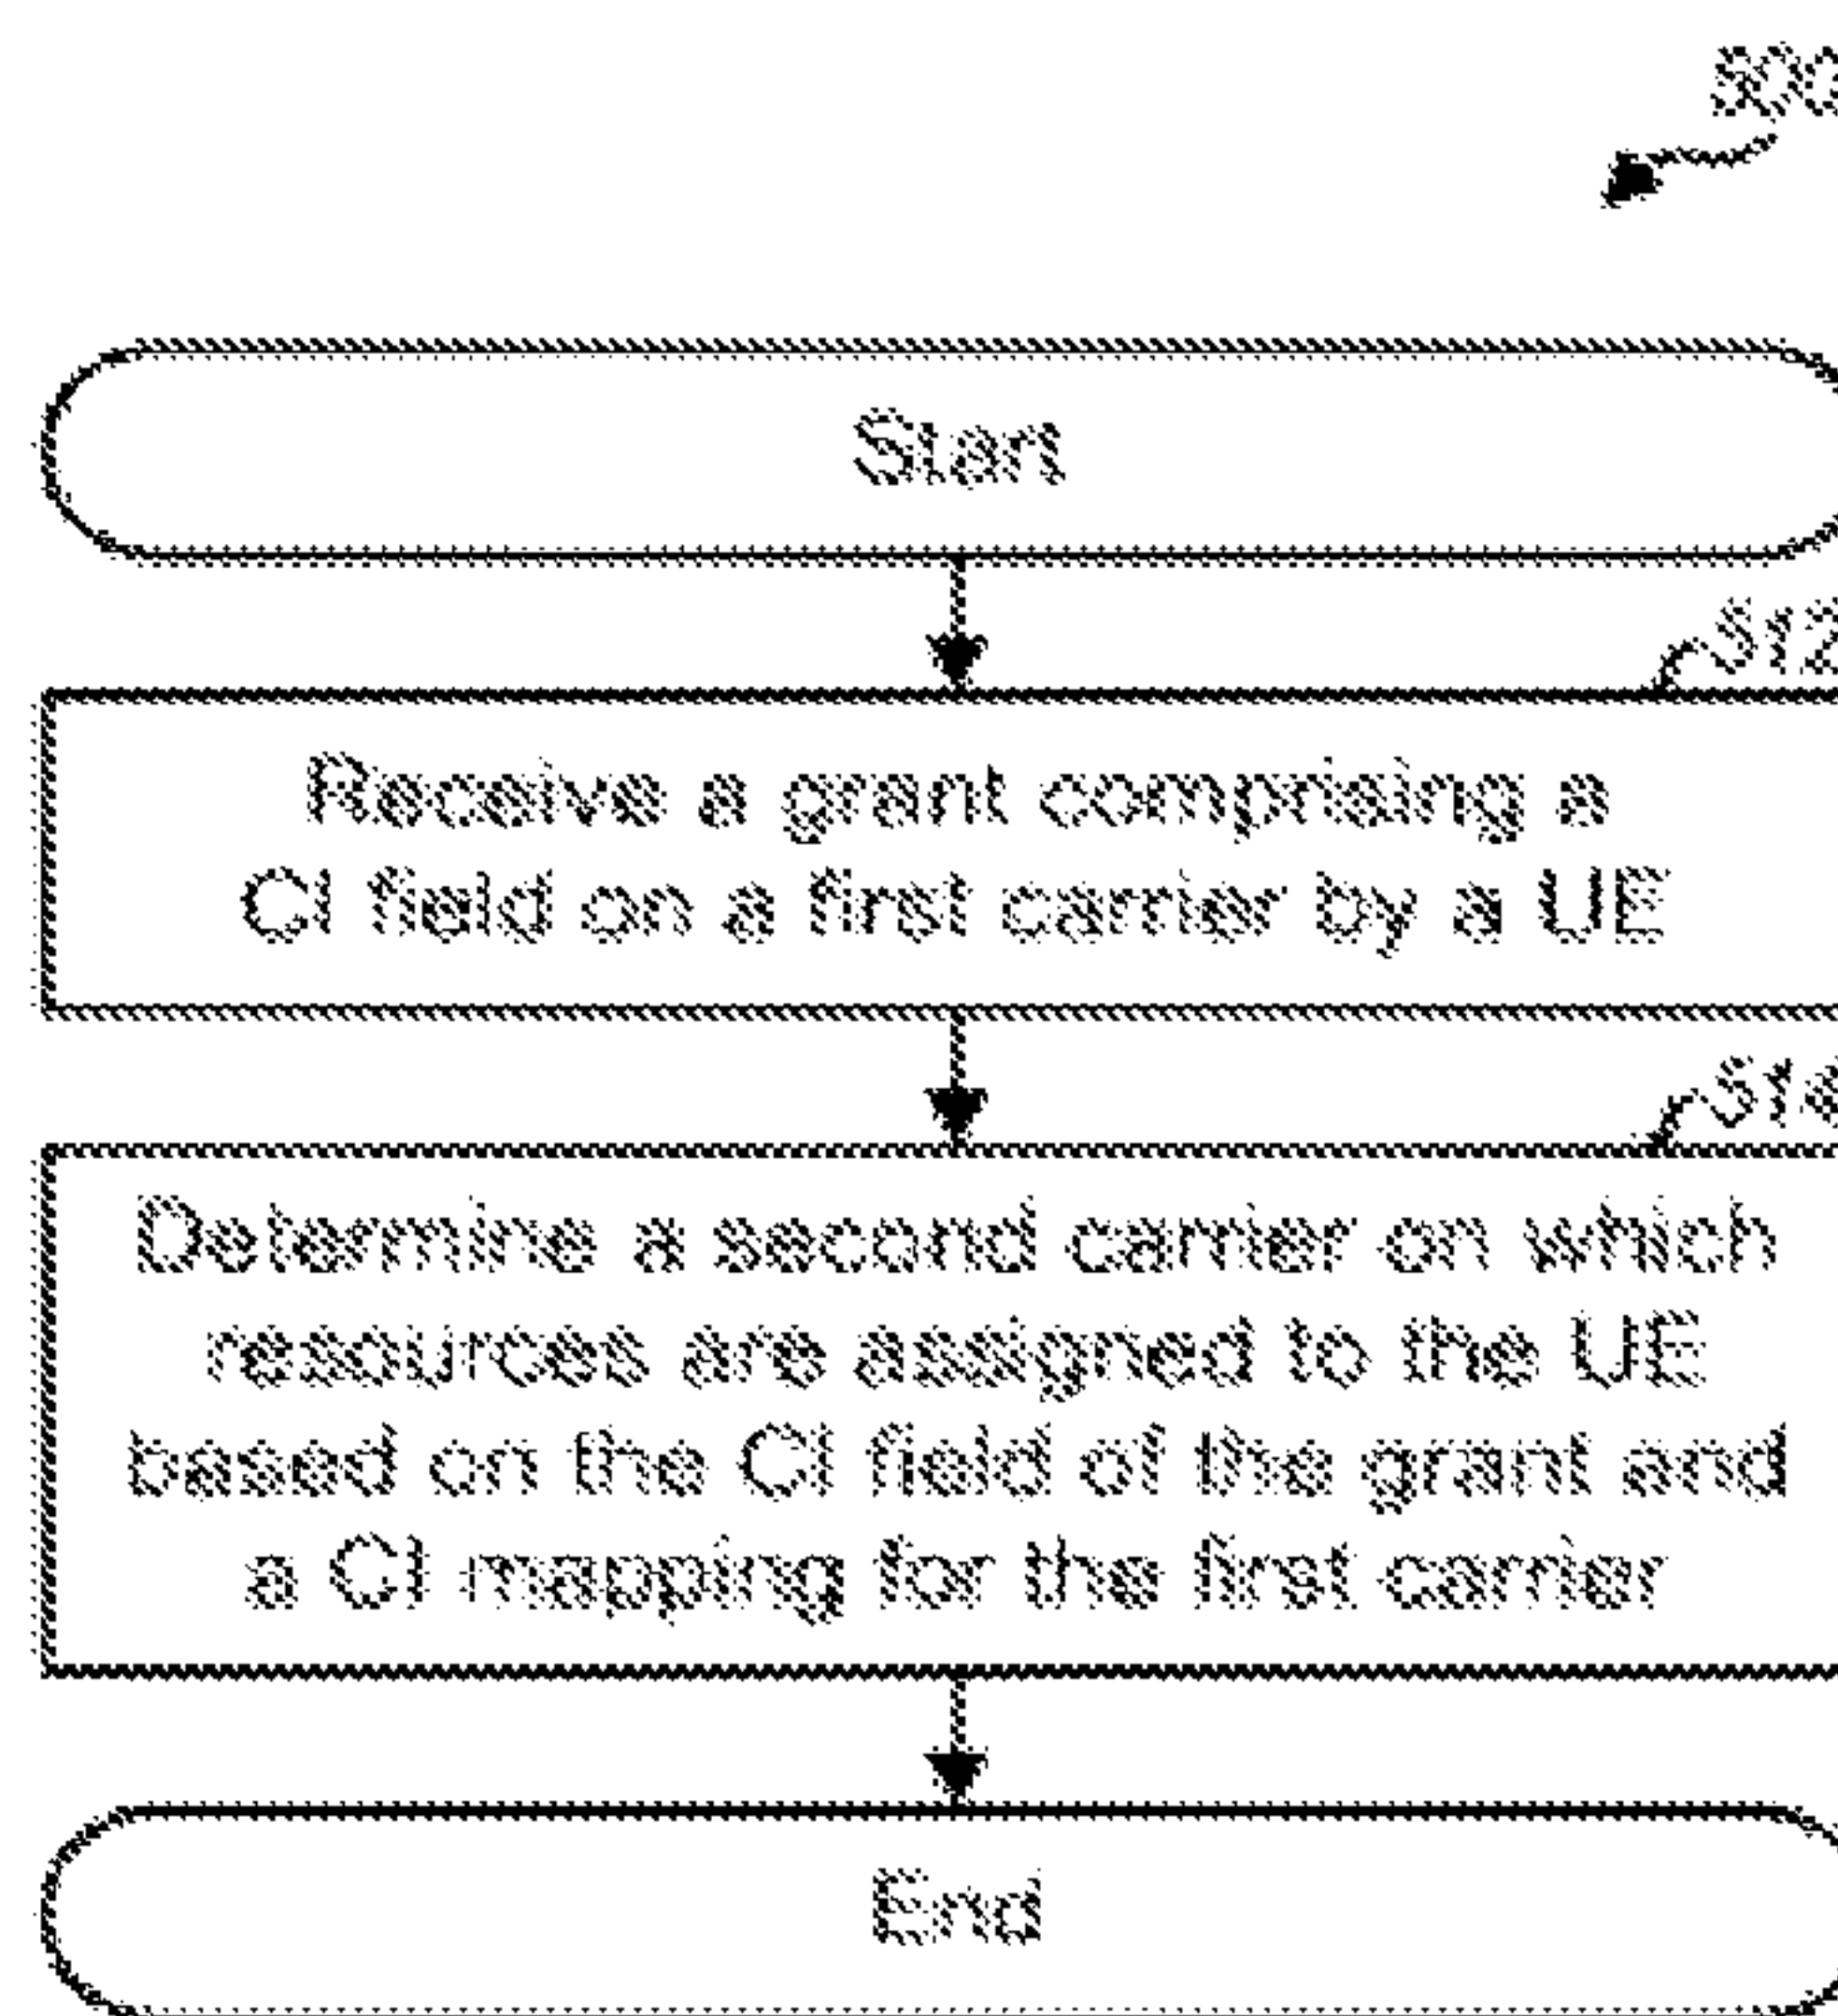 Start
Receive a grant comprising a
CI field on a first carrier by a UE
Determine a second carrier on which
resources are assigned to the UE
based on the CI field of the grant and
a CI mapping for the first carrier
End